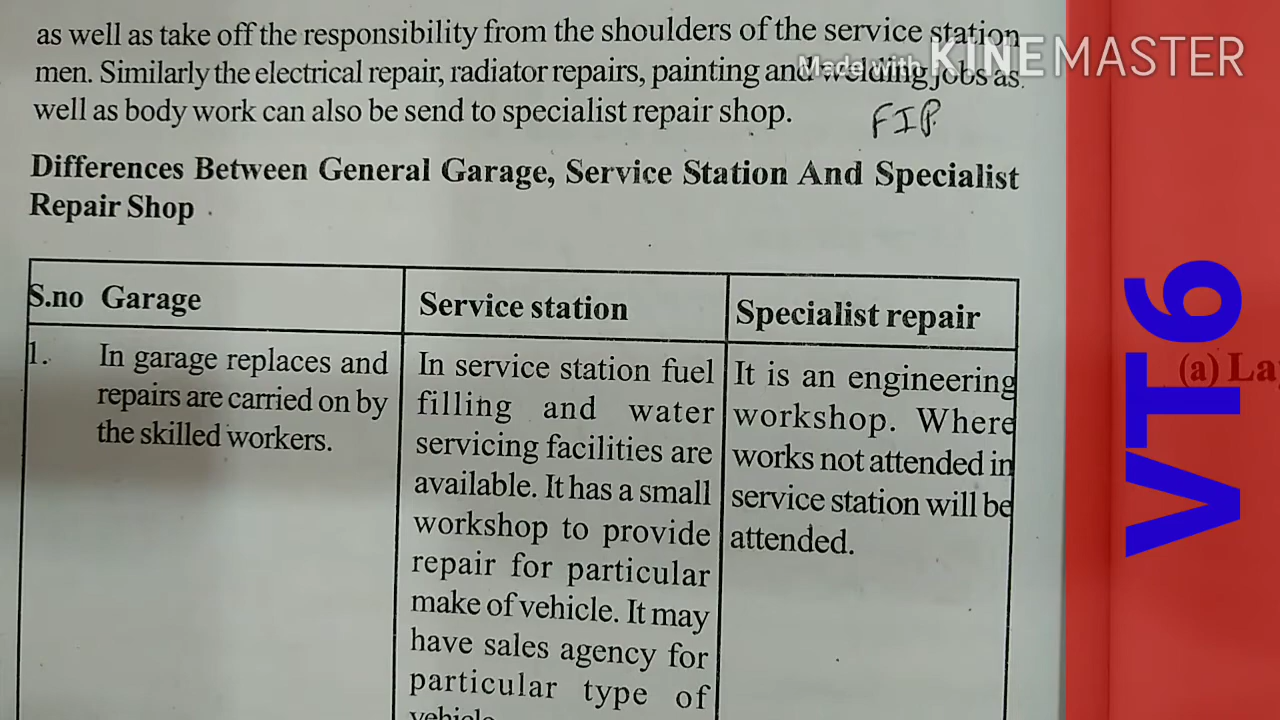 as well as take off the responsibility from the shoulders of the service station
men. Similarly the electrical repair, radiator repairs, painting and welding jobs as
well as body work can also be send to specialist repair shop.
Made with KINEMASTER
FIP
Differences Between General Garage, Service Station And Specialist
Repair Shop
S.no Garage
Service station
Specialist repair
1. In garage replaces and
repairs are carried on by
the skilled workers.
In service station fuel
filling and water
servicing facilities are
available. It has a small
workshop to provide
repair for particular
make of vehicle. It may
have sales agency for
particular type of
vehicle
It is an engineering
workshop. Where
works not attended in
service station will be
attended.
VT6
(a) La